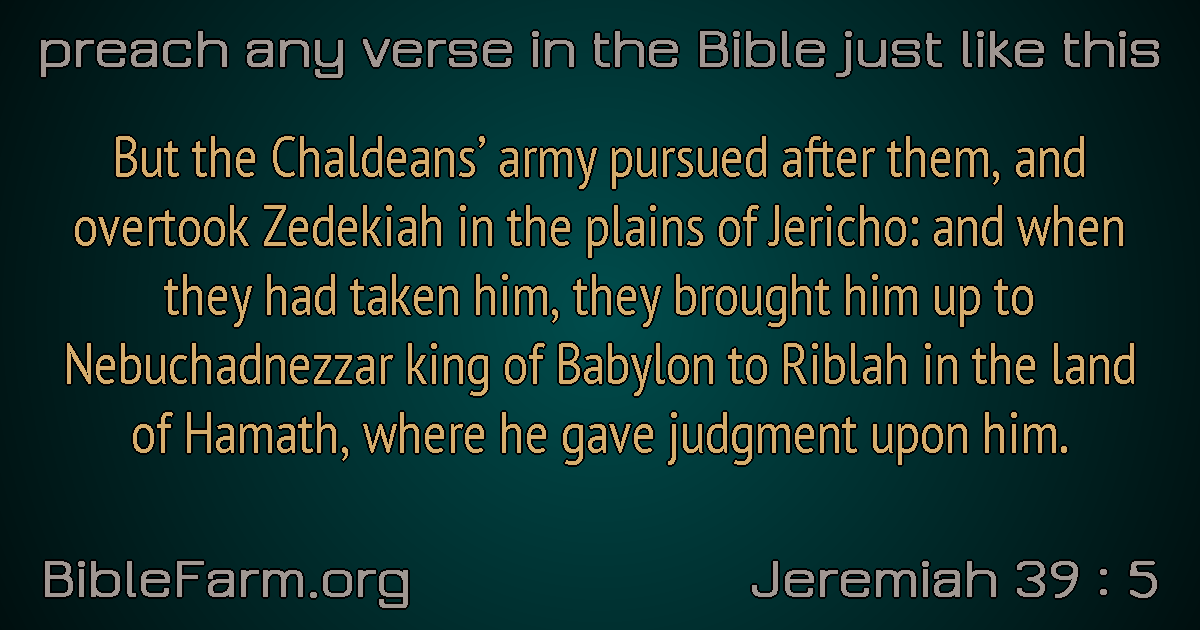 preach any verse in the Bible just like this
But the Chaldeans’ army pursued after them, and
overtook Zedekiah in the plains of Jericho: and when
they had taken him, they brought him up to
Nebuchadnezzar king of Babylon to Riblah in the land
of Hamath, where he gave judgment upon him.
BibleFarm.org
Jeremiah 39 : 5